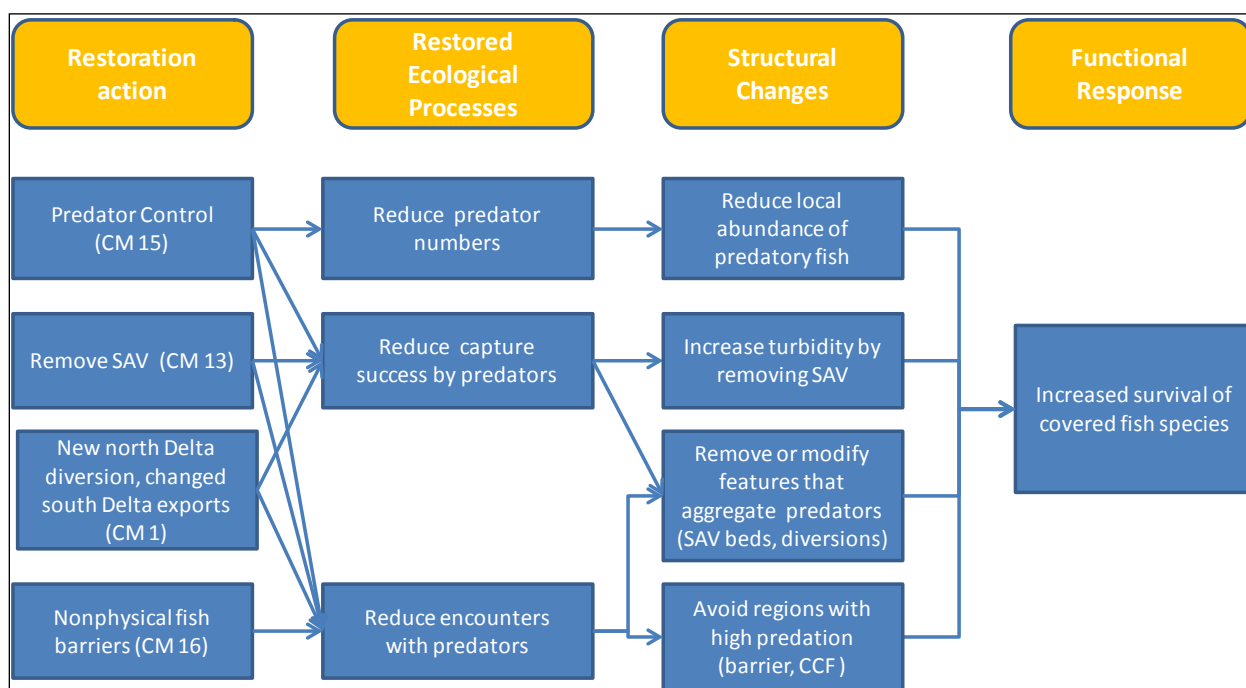 Restoration
action
Restored
Ecological
Processes
Structural
Changes
Functional
Response
Predator Control
(CM 15)
Reduce predator
numbers
Reduce local
abundance of
predatory fish
Remove SAV (CM 13)
Reduce capture
success by predators
Increase turbidity by
removing SAV
Increased survival of
covered fish species
New north Delta
diversion, changed
south Delta exports
(CM 1)
Remove or modify
features that
aggregate predators
(SAV beds, diversions)
Nonphysical fish
barriers (CM 16)
Reduce encounters
with predators
Avoid regions with
high predation
(barrier, CCF )